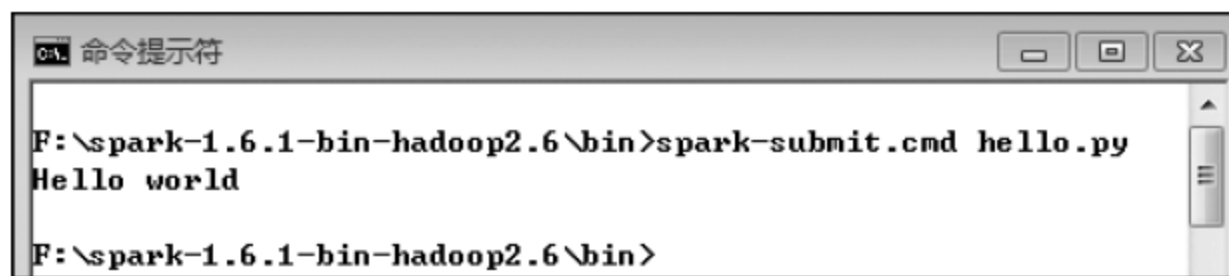 命令提示符
F:\spark-1.6.1-bin-hadoop2.6\bin>spark-submit.cmd hello.py
Hello world
F:\spark-1.6.1-bin-hadoop2.6\bin>